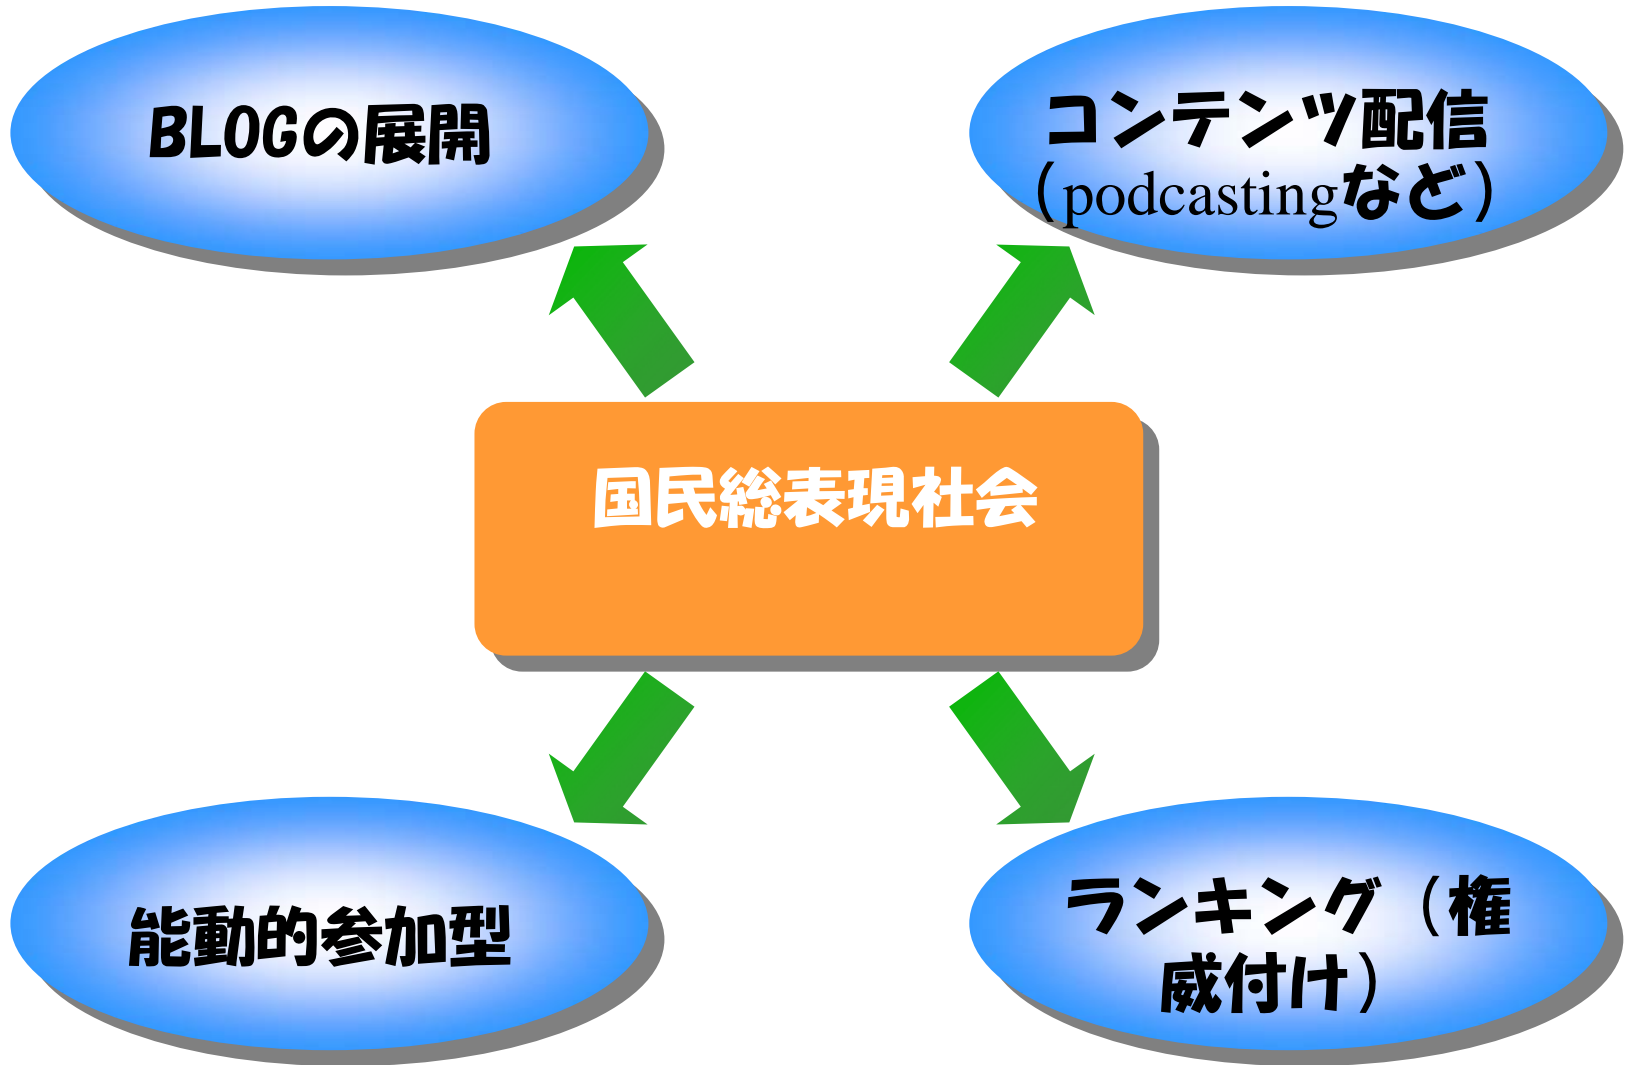 BLOGの展開
コンテンツ配信
（podcastingなど）
国民総表現社会
能動的参加型
ランキング（権
威付け）